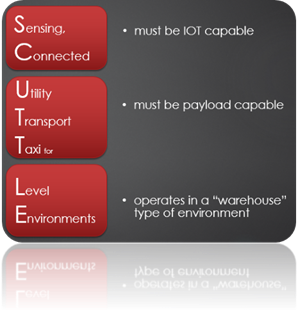 Sensing,
Connected
• must be IOT capable
Utility
Transport
Taxi for
• must be payload capable
Level
Environments
• operates in a “warehouse”
type of environment